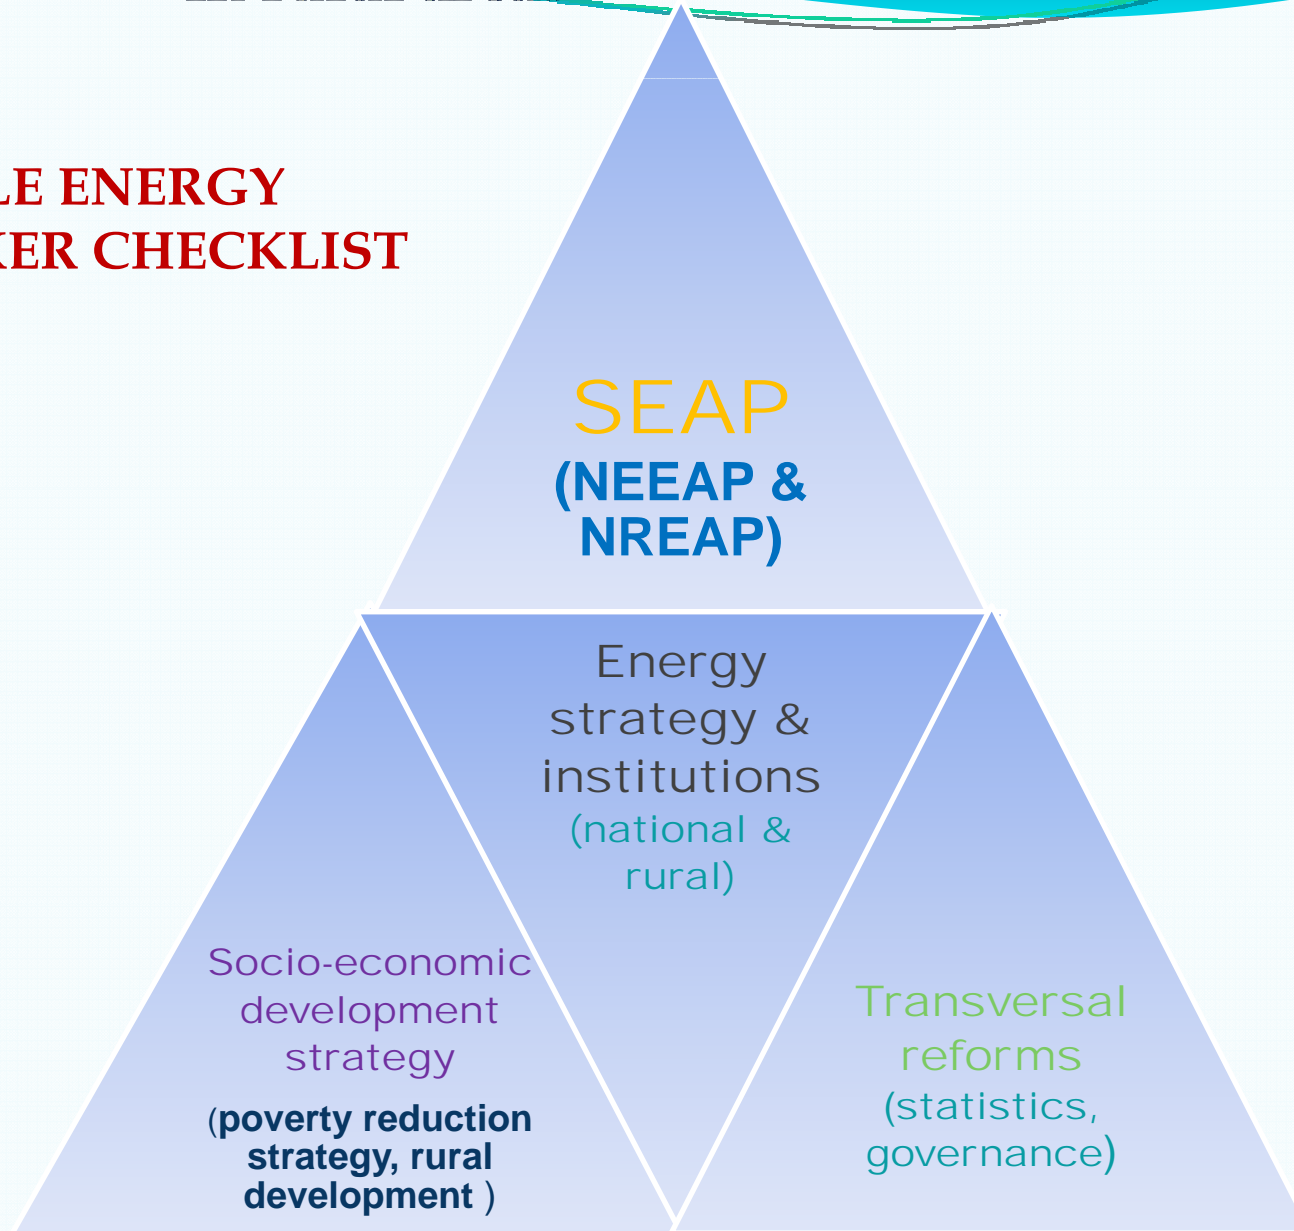 LE ENERGY
KER CHECKLIST
SEAP
(NEEAP &
NREAP)
Energy
strategy &
institutions
(national &
rural)
Socio-economic
development
strategy
(poverty reduction
strategy, rural
development )
Transversal
reforms
(statistics,
governance)